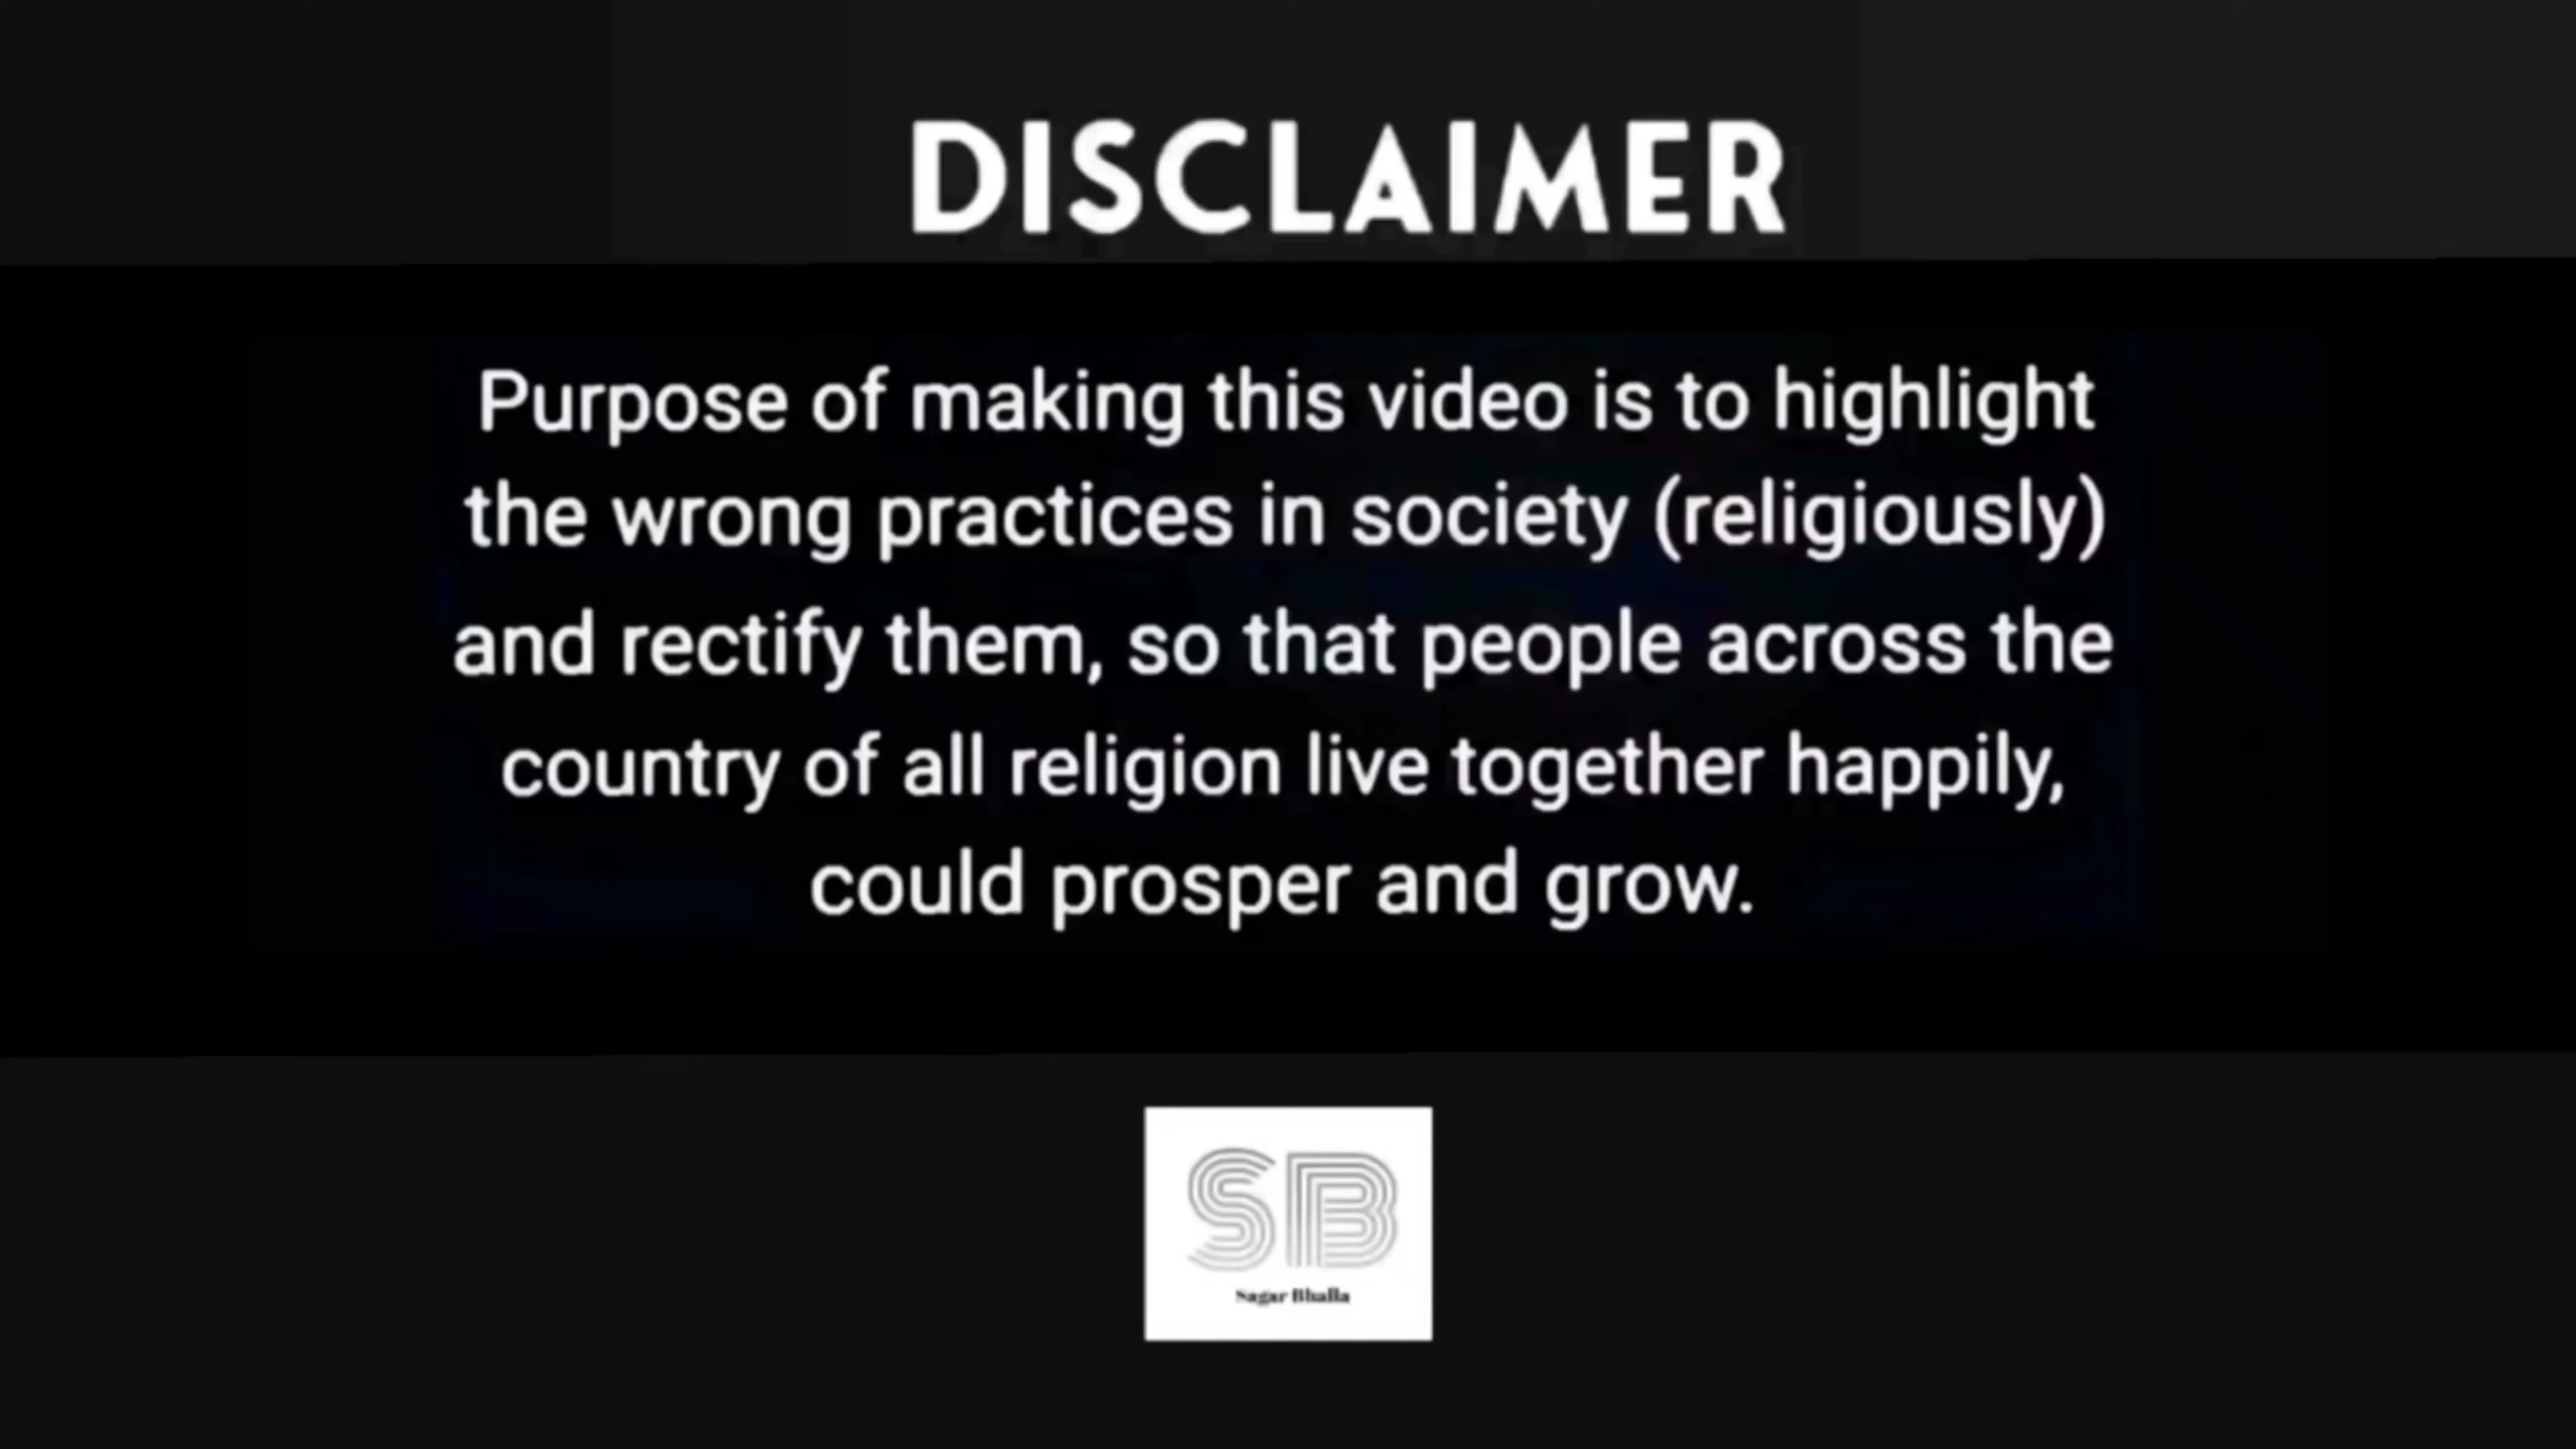 DISCLAIMER
Purpose of making this video is to highlight
the wrong practices in society (religiously)
and rectify them, so that people across the
country of all religion live together happily,
could prosper and grow.
SB
Sagar Bhalla